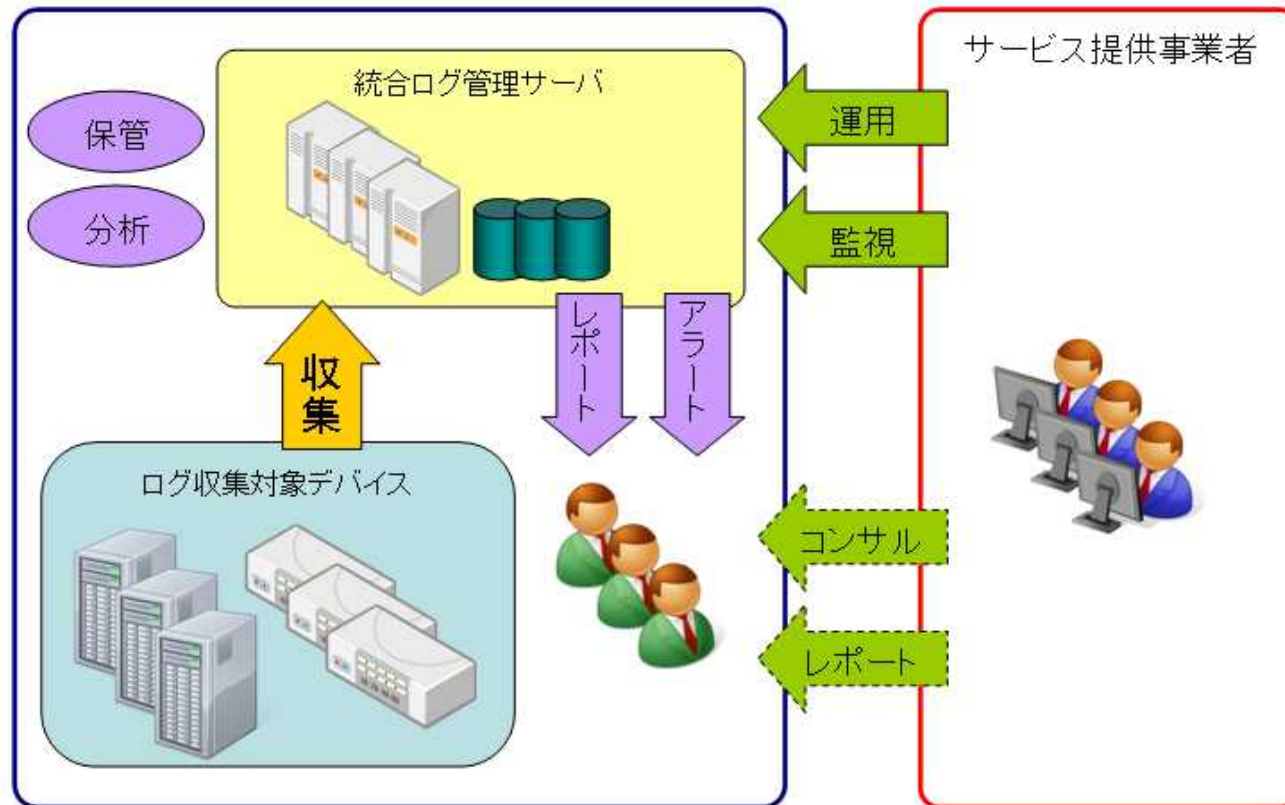 統合ログ管理サーバ
保管
分析
収集
レポート
アラート
ログ収集対象デバイス
サービス提供事業者
運用
監視
コンサル
レポート